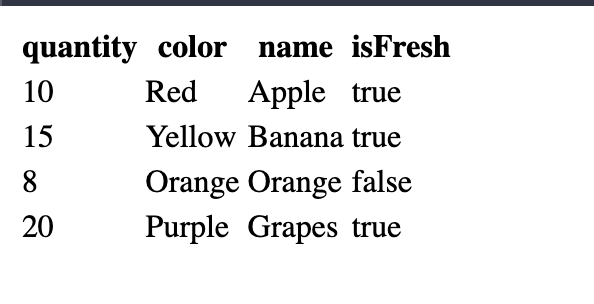 quantity color name isFresh
10 Red Apple true
15 Yellow Banana true
8 Orange Orange false
20 Purple Grapes true